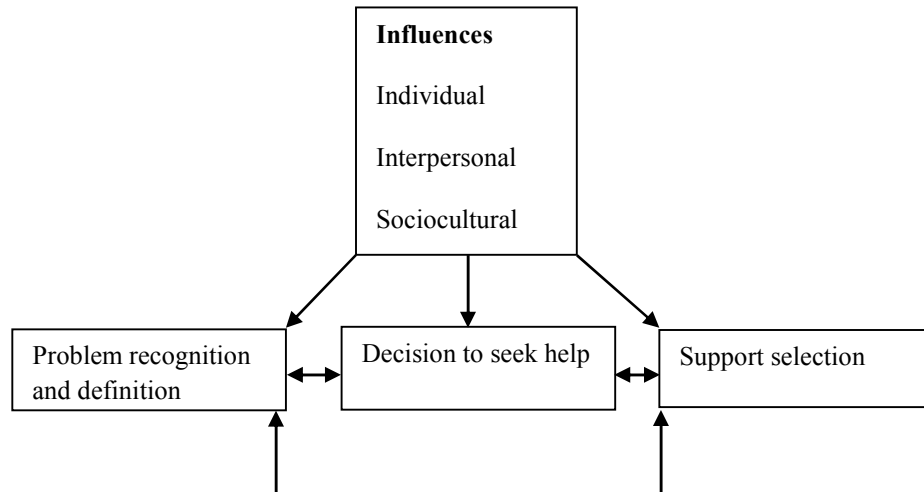 Influences
Individual
Interpersonal
Sociocultural
Problem recognition
and definition
Decision to seek help
Support selection